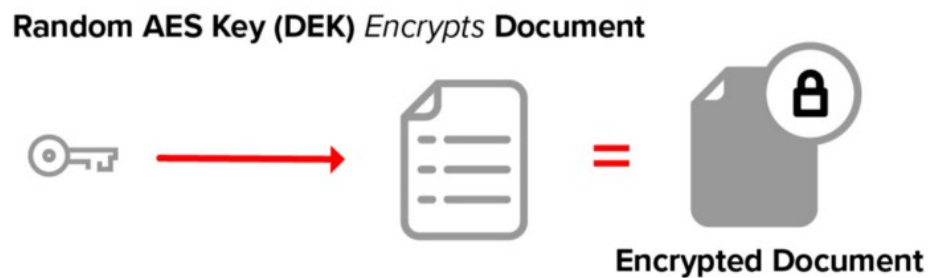 Random AES Key (DEK) Encrypts Document
=
Encrypted Document